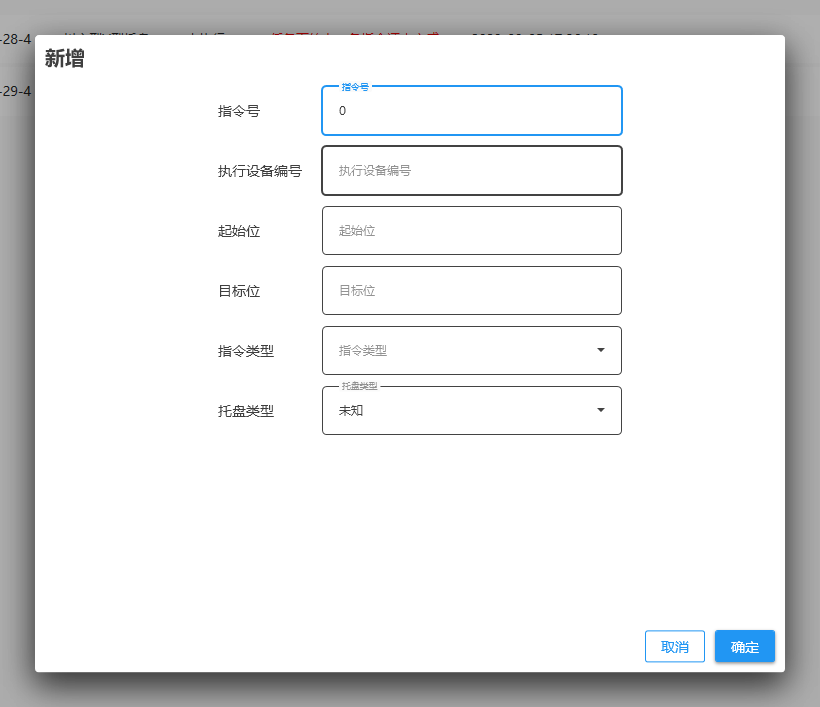 -28-4
新增
指令号
指令号 0
-29-4
执行设备编号 执行设备编号
起始位 起始位
目标位 目标位
指令类型 指令类型
托盘类型
托盘类型 未知
取消 确定